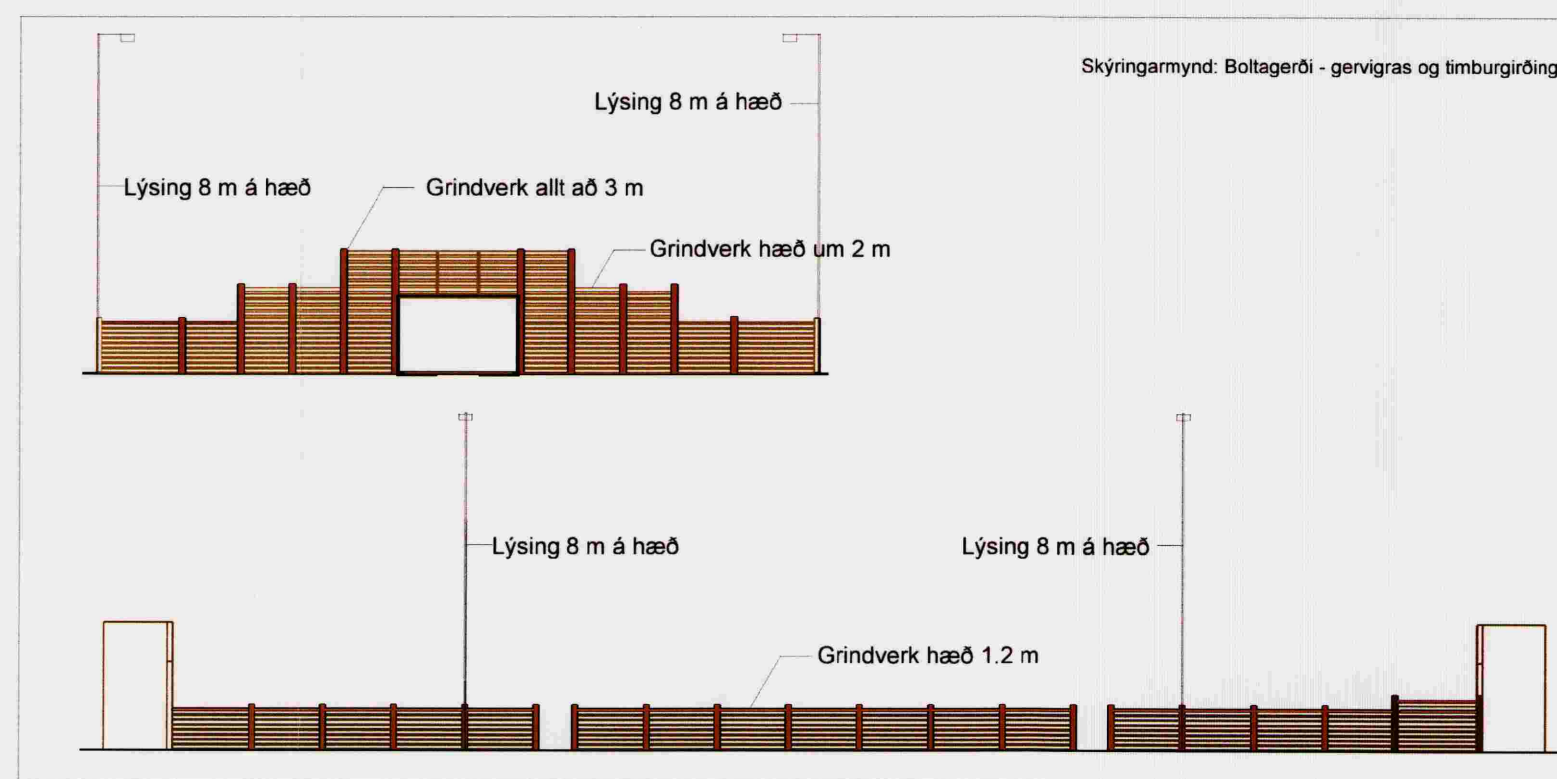 Skýringarmynd: Boltagerði - gervigras og timburgirðing
Lýsing 8 m á hæð
Lýsing 8 m á hæð
Grindverk allt að 3 m
Grindverk hæð um 2 m
Lýsing 8 m á hæð
Lýsing 8 m á hæð
Grindverk hæð 1.2 m